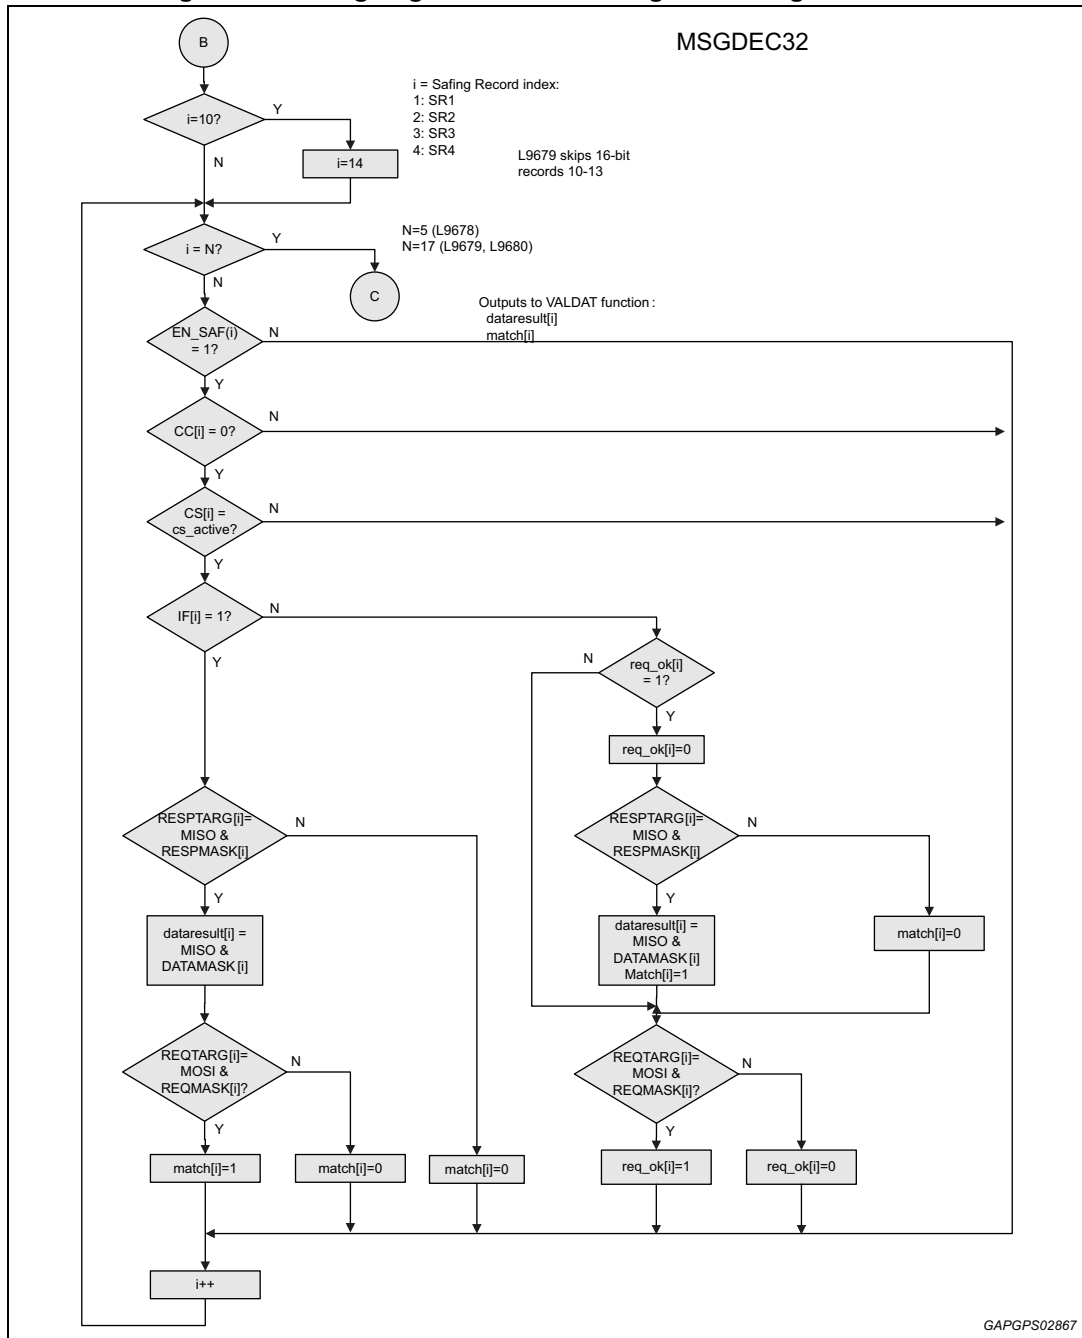 MSGDEC32
B
i = Safing Record index:
1: SR1
2: SR2
3: SR3
4: SR4
i=10?
Y
N
i=14
L9679 skips 16-bit
records 10-13
i = N?
Y
N
N=5 (L9678)
N=17 (L9679, L9680)
C
Outputs to VALDAT function :
dataresult[i]
match[i]
EN_SAF(i)
= 1?
N
Y
CC[i] = 0?
N
Y
CS[i] =
cs_active?
N
Y
IF[i] = 1?
N
Y
req_ok[i]
= 1?
N
Y
req_ok[i]=0
RESPTARG[i]=
MISO &
RESPMASK[i]
N
Y
RESPTARG[i]=
MISO &
RESPMASK[i]
N
Y
dataresult[i] =
MISO &
DATAMASK[i]
dataresult[i] =
MISO &
DATAMASK[i]
Match[i]=1
match[i]=0
REQTARG[i]=
MOSI &
REQMASK[i]?
N
Y
REQTARG[i]=
MOSI &
REQMASK[i]?
N
Y
match[i]=1
match[i]=0
match[i]=0
req_ok[i]=1
req_ok[i]=0
i++
GAPGPS02867